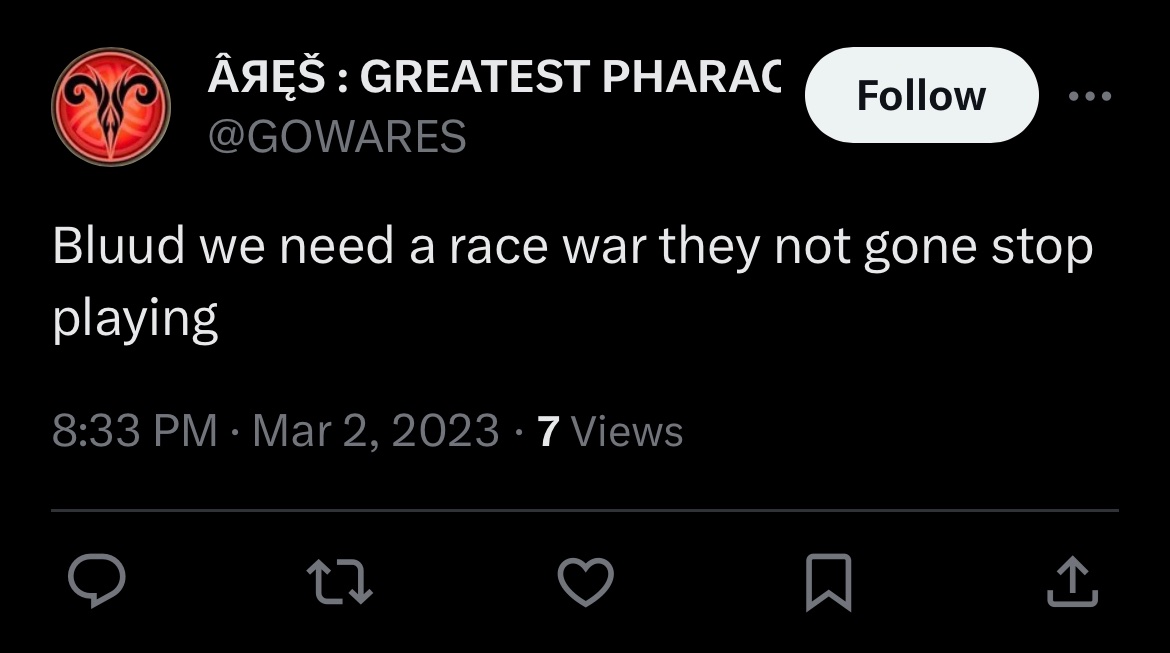 ÂЯĘŠ : GREATEST PHARAO
Follow
@GOWARES
Bluud we need a race war they not gone stop
playing
8:33 PM · Mar 2, 2023 · 7 Views